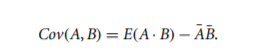 Cov(A, B) = E(A · B) − ĀB̄.